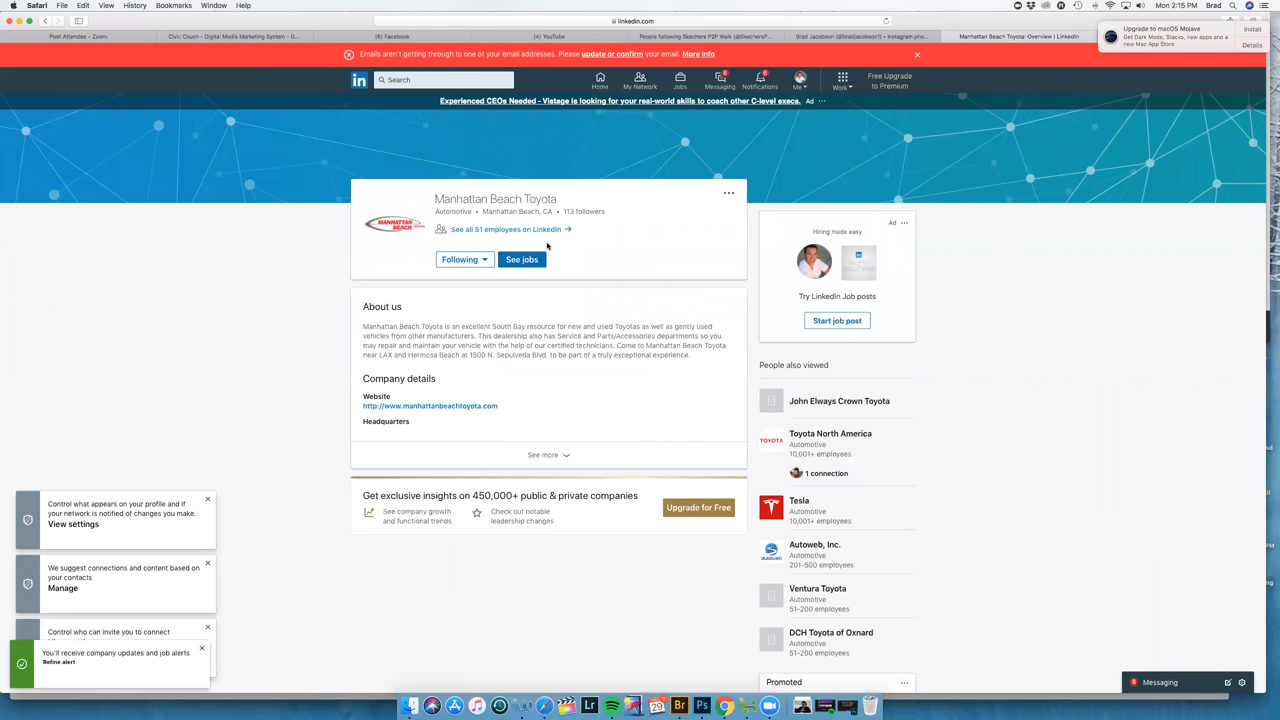 Safari File Edit View History Bookmarks Window Help
Mon 2:15 PM Brad
linkedin.com
Post Attendee - Zoom
Civic Couch - Digital Media Marketing System - G...
(6) Facebook
(4) YouTube
People following Skechers P2P Walk (@SkechersP...
Brad Jacobson (@bradjacobson1) • Instagram pho...
Manhattan Beach Toyota: Overview | LinkedIn
Upgrade to macOS Mojave
Get Dark Mode, Stacks, new apps and a
new Mac App Store
Install
Details
Emails aren't getting through to one of your email addresses. Please update or confirm your email. More info
in
Search
Home
My Network
Jobs
8
Messaging
6
Notifications
Me
Work
Free Upgrade
to Premium
Experienced CEOs Needed - Vistage is looking for your real-world skills to coach other C-level execs. Ad ...
MANHATTAN
BEACH
Manhattan Beach Toyota
Automotive • Manhattan Beach, CA • 113 followers
See all 51 employees on LinkedIn →
Following
See jobs
About us
Manhattan Beach Toyota is an excellent South Bay resource for new and used Toyotas as well as gently used
vehicles from other manufacturers. This dealership also has Service and Parts/Accessories departments so you
may repair and maintain your vehicle with the help of our certified technicians. Come to Manhattan Beach Toyota
near LAX and Hermosa Beach at 1500 N. Sepulveda Blvd. to be part of a truly exceptional experience.
Company details
Website
http://www.manhattanbeachtoyota.com
Headquarters
See more
Get exclusive insights on 450,000+ public & private companies
See company growth
and functional trends
Check out notable
leadership changes
Upgrade for Free
Ad ...
Hiring made easy
Try LinkedIn Job posts
Start job post
People also viewed
John Elways Crown Toyota
TOYOTA
Toyota North America
Automotive
10,001+ employees
1 connection
Tesla
Automotive
10,001+ employees
autoweb
Autoweb, Inc.
Automotive
201-500 employees
Ventura Toyota
Automotive
51-200 employees
DCH Toyota of Oxnard
Automotive
51-200 employees
Promoted ...
Control what appears on your profile and if
your network is notified of changes you make.
View settings
We suggest connections and content based on
your contacts
Manage
Control who can invite you to connect
You'll receive company updates and job alerts
Refine alert
8 Messaging
Lr
29
Br
Ps